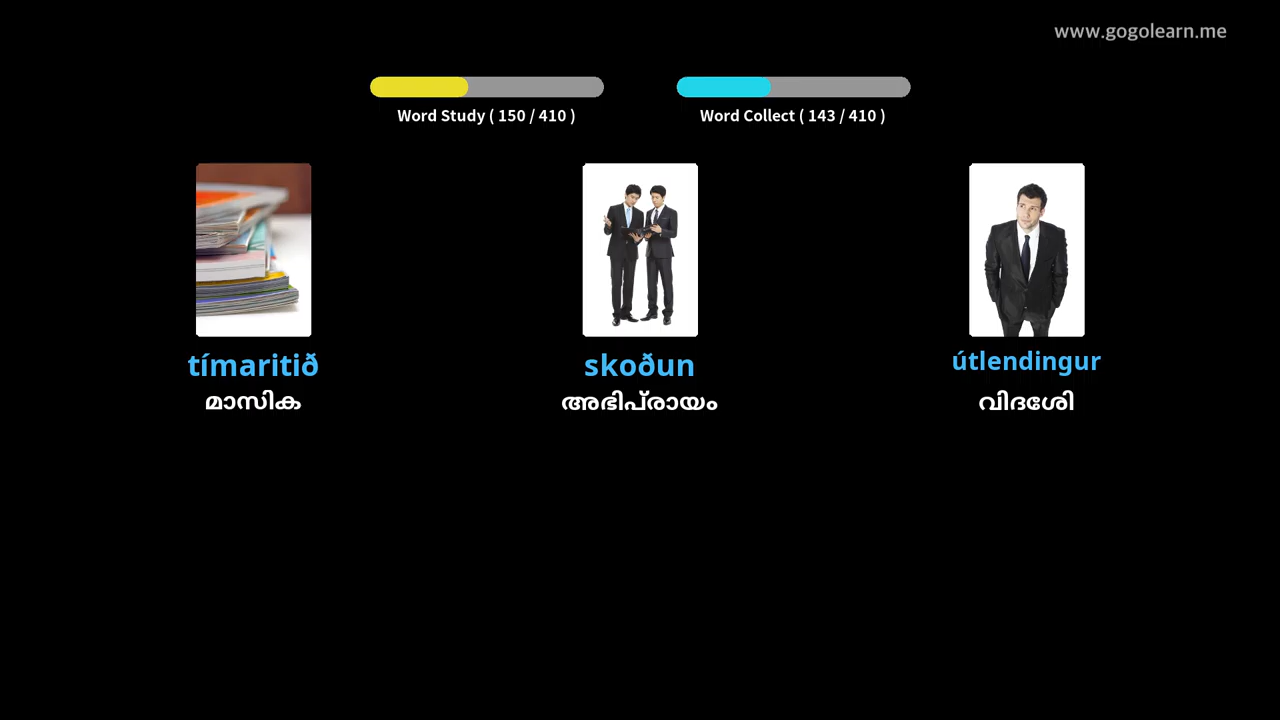 www.gogolearn.me
Word Study ( 150 / 410 )
Word Collect ( 143 / 410 )
tímaritið
skoðun
útlendingur
മാസിക
അഭിപ്രായം
വിദേശി